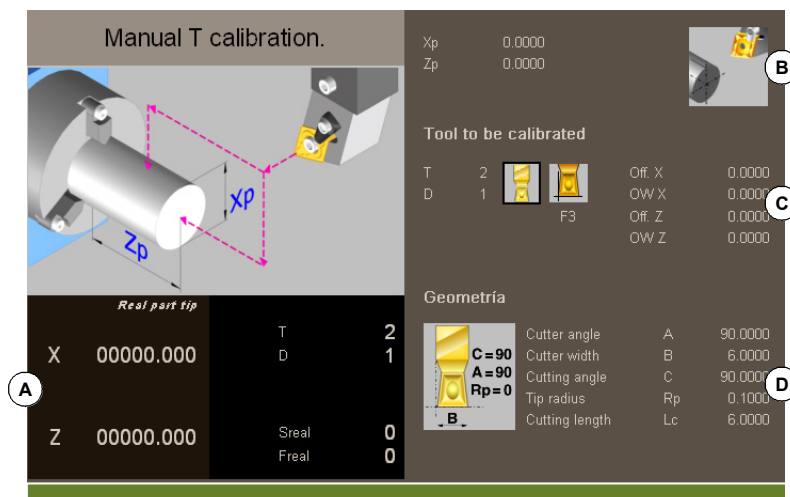 Manual T calibration.
Xp 0.0000
Zp 0.0000
B
Xp
Zp
Tool to be calibrated
T 2 Off. X 0.0000
D 1 OW X 0.0000
F3 Off. Z 0.0000
OW Z 0.0000
C
Real part tip
X 00000.000
Z 00000.000
T 2
D 1
Sreal 0
Freal 0
A
Geometría
C=90
A=90
Rp=0
B
Cutter angle A 90.0000
Cutter width B 6.0000
Cutting angle C 90.0000
Tip radius Rp 0.1000
Cutting length Lc 6.0000
D